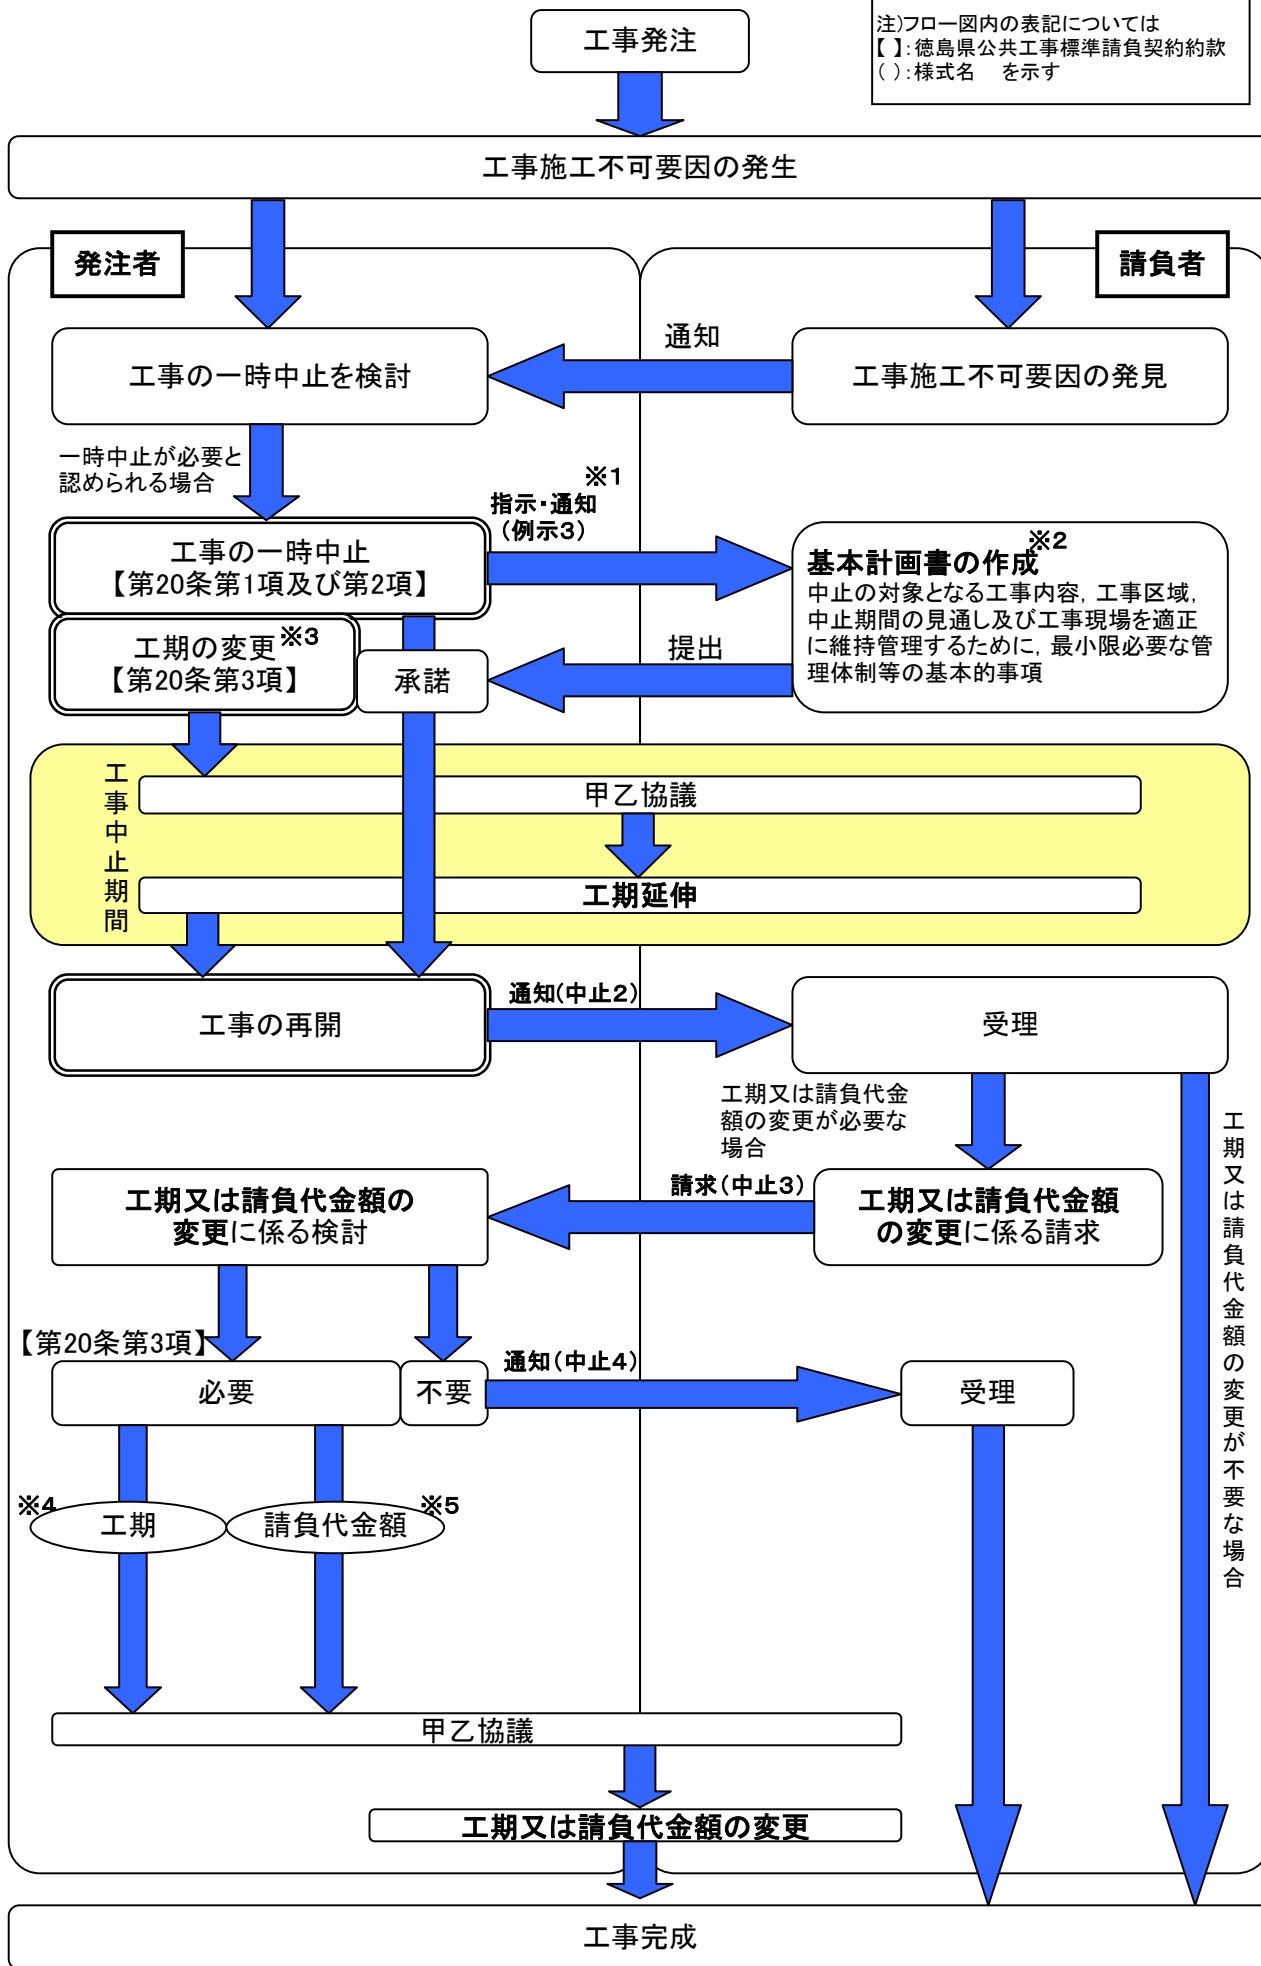 注)フロー図内の表記については
【 】:徳島県公共工事標準請負契約約款
( ):様式名 を示す
工事発注
工事施工不可要因の発生
発注者
請負者
工事の一時中止を検討
通知
工事施工不可要因の発見
一時中止が必要と
認められる場合
※1
指示・通知
(例示3)
工事の一時中止
【第20条第1項及び第2項】
※2
基本計画書の作成
中止の対象となる工事内容, 工事区域,
中止期間の見通し及び工事現場を適正
に維持管理するために, 最小限必要な管
理体制等の基本的事項
工期の変更※3
【第20条第3項】
承諾
提出
工事中止期間
甲乙協議
工期延伸
工事の再開
通知(中止2)
受理
工期又は請負代金
額の変更が必要な
場合
工期又は請負代金額の変更が不要な場合
工期又は請負代金額の
変更に係る検討
請求(中止3)
工期又は請負代金額
の変更に係る請求
【第20条第3項】
必要
不要
通知(中止4)
受理
※4
工期
請負代金額
※5
甲乙協議
工期又は請負代金額の変更
工事完成